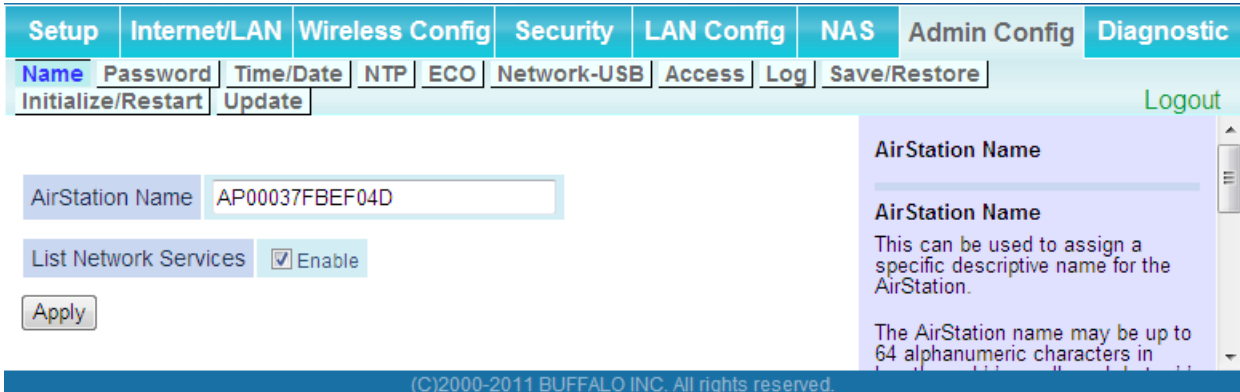 Setup Internet/LAN Wireless Config Security LAN Config NAS Admin Config Diagnostic
Name Password Time/Date NTP ECO Network-USB Access Log Save/Restore
Initialize/Restart Update
Logout
AirStation Name AP00037FBEF04D
List Network Services Enable
Apply
AirStation Name
AirStation Name
This can be used to assign a
specific descriptive name for the
AirStation.
The AirStation name may be up to
64 alphanumeric characters in
(C)2000-2011 BUFFALO INC. All rights reserved.